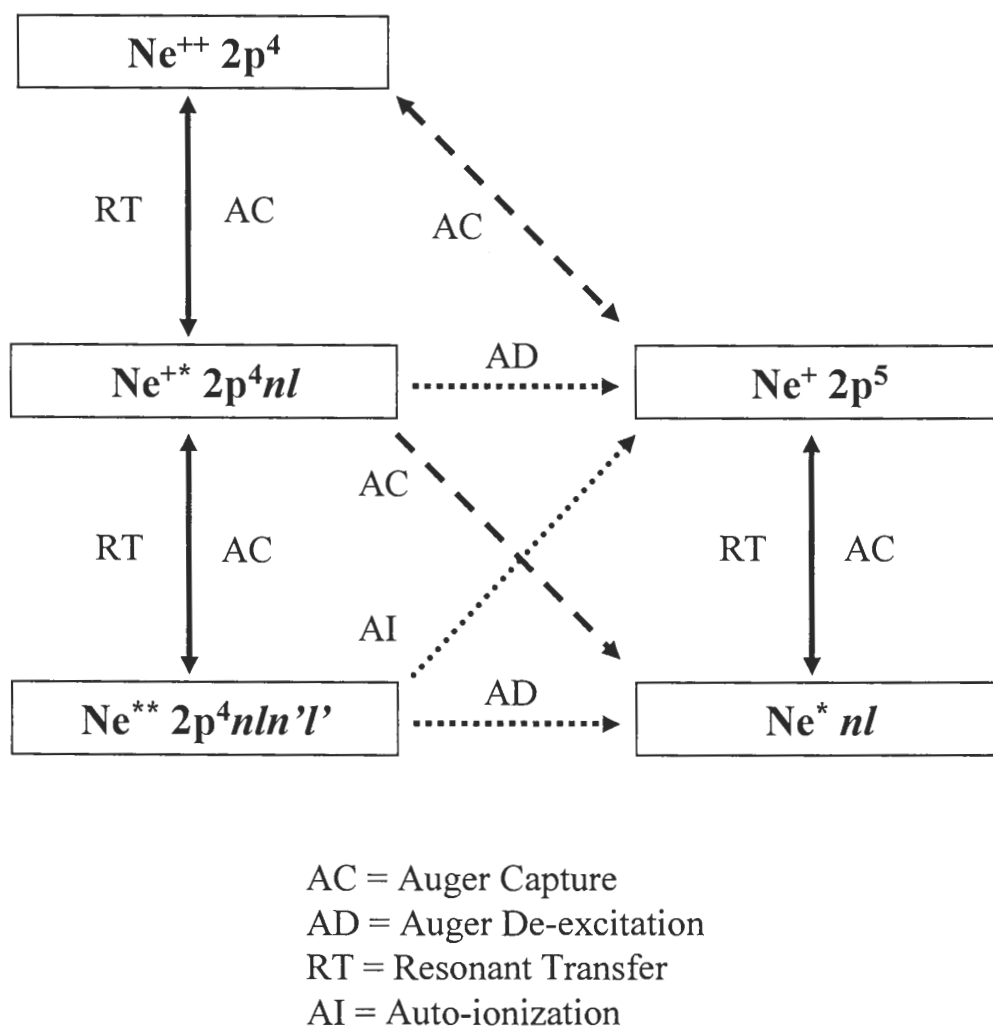 Ne⁺⁺ 2p⁴
RT AC
AC
Ne⁺* 2p⁴nl
AD
Ne⁺ 2p⁵
AC
RT AC
RT AC
AI
Ne** 2p⁴nln’l’
AD
Ne* nl
AC = Auger Capture
AD = Auger De-excitation
RT = Resonant Transfer
AI = Auto-ionization